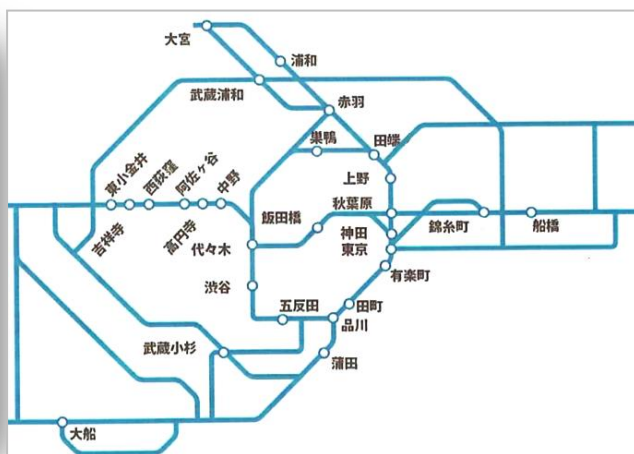 大宮
浦和
武蔵浦和
赤羽
巣鴨
田端
上野
東小金井
西荻窪
阿佐ヶ谷
中野
飯田橋
秋葉原
吉祥寺
高円寺
代々木
神田
東京
錦糸町
船橋
有楽町
渋谷
五反田
田町
品川
武蔵小杉
蒲田
大船